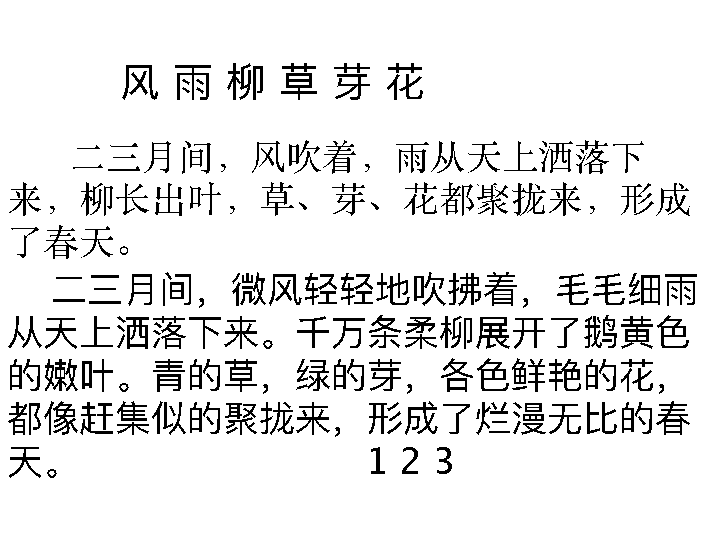 风 雨 柳 草 芽 花
二三月间，风吹着，雨从天上洒落下
来，柳长出叶，草、芽、花都聚拢来，形成
了春天。
二三月间，微风轻轻地吹拂着，毛毛细雨
从天上洒落下来。千万条柔柳展开了鹅黄色
的嫩叶。青的草，绿的芽，各色鲜艳的花，
都像赶集似的聚拢来，形成了烂漫无比的春
天。 1 2 3